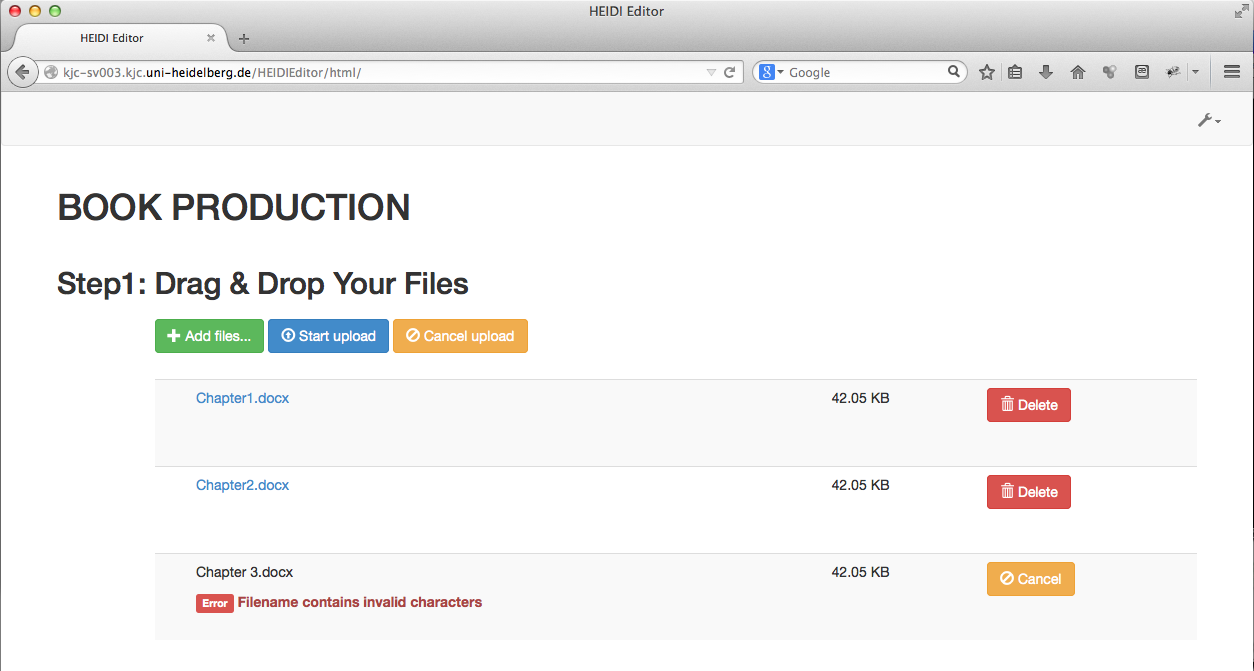 HEIDI Editor
HEIDI Editor
kjc-sv003.kjc.uni-heidelberg.de/HEIDIEditor/html/
8 Google
BOOK PRODUCTION
Step1: Drag & Drop Your Files
Add files... Start upload Cancel upload
Chapter1.docx 42.05 KB Delete
Chapter2.docx 42.05 KB Delete
Chapter 3.docx 42.05 KB Cancel
Error Filename contains invalid characters